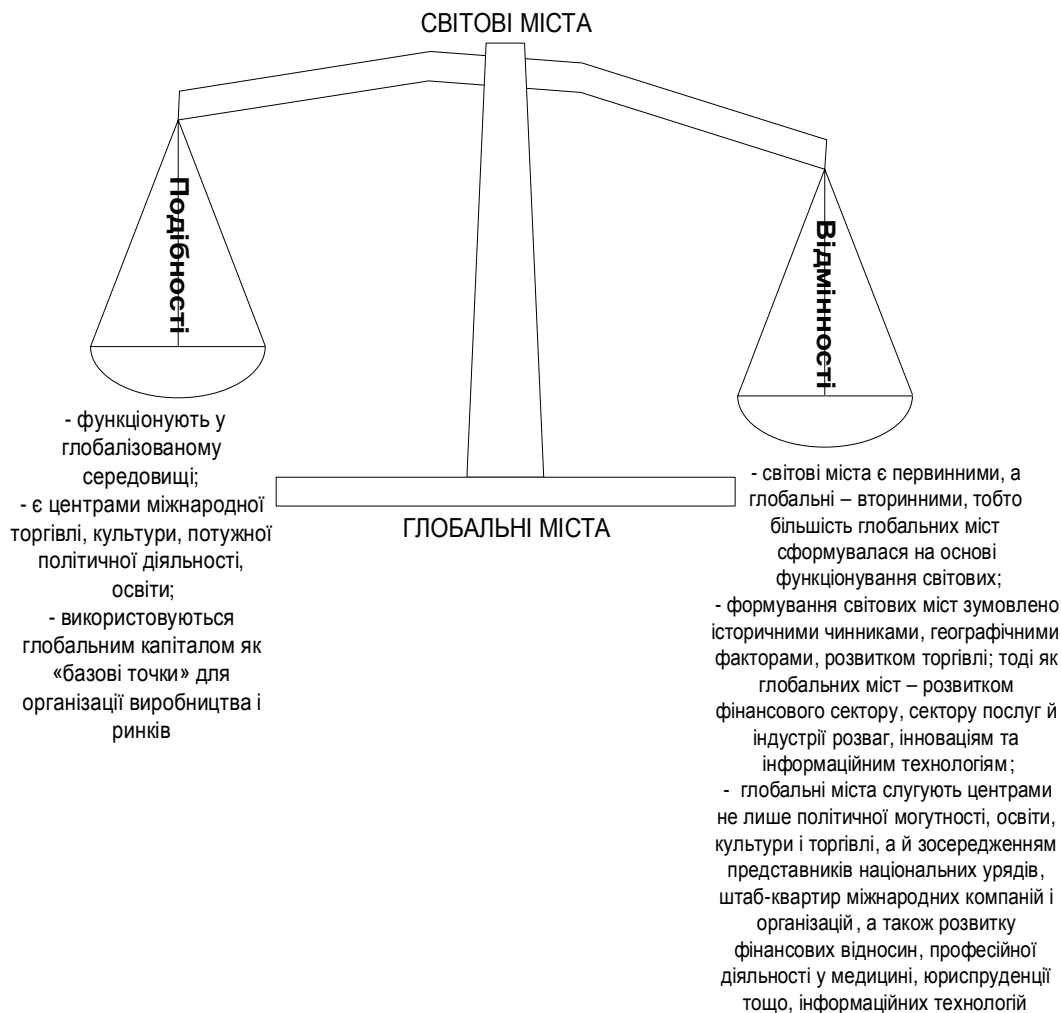 СВІТОВІ МІСТА
Подібності
Відмінності
- функціонують у
глобалізованому
середовищі;
- є центрами міжнародної
торгівлі, культури, потужної
політичної діяльності,
освіти;
- використовуються
глобальним капіталом як
«базові точки» для
організації виробництва і
ринків
ГЛОБАЛЬНІ МІСТА
- світові міста є первинними, а
глобальні – вторинними, тобто
більшість глобальних міст
сформувалася на основі
функціонування світових;
- формування світових міст зумовлено
історичними чинниками, географічними
факторами, розвитком торгівлі; тоді як
глобальних міст – розвитком
фінансового сектору, сектору послуг й
індустрії розваг, інноваціям та
інформаційним технологіям;
- глобальні міста слугують центрами
не лише політичної могутності, освіти,
культури і торгівлі, а й зосередженням
представників національних урядів,
штаб-квартир міжнародних компаній і
організацій, а також розвитку
фінансових відносин, професійної
діяльності у медицині, юриспруденції
тощо, інформаційних технологій